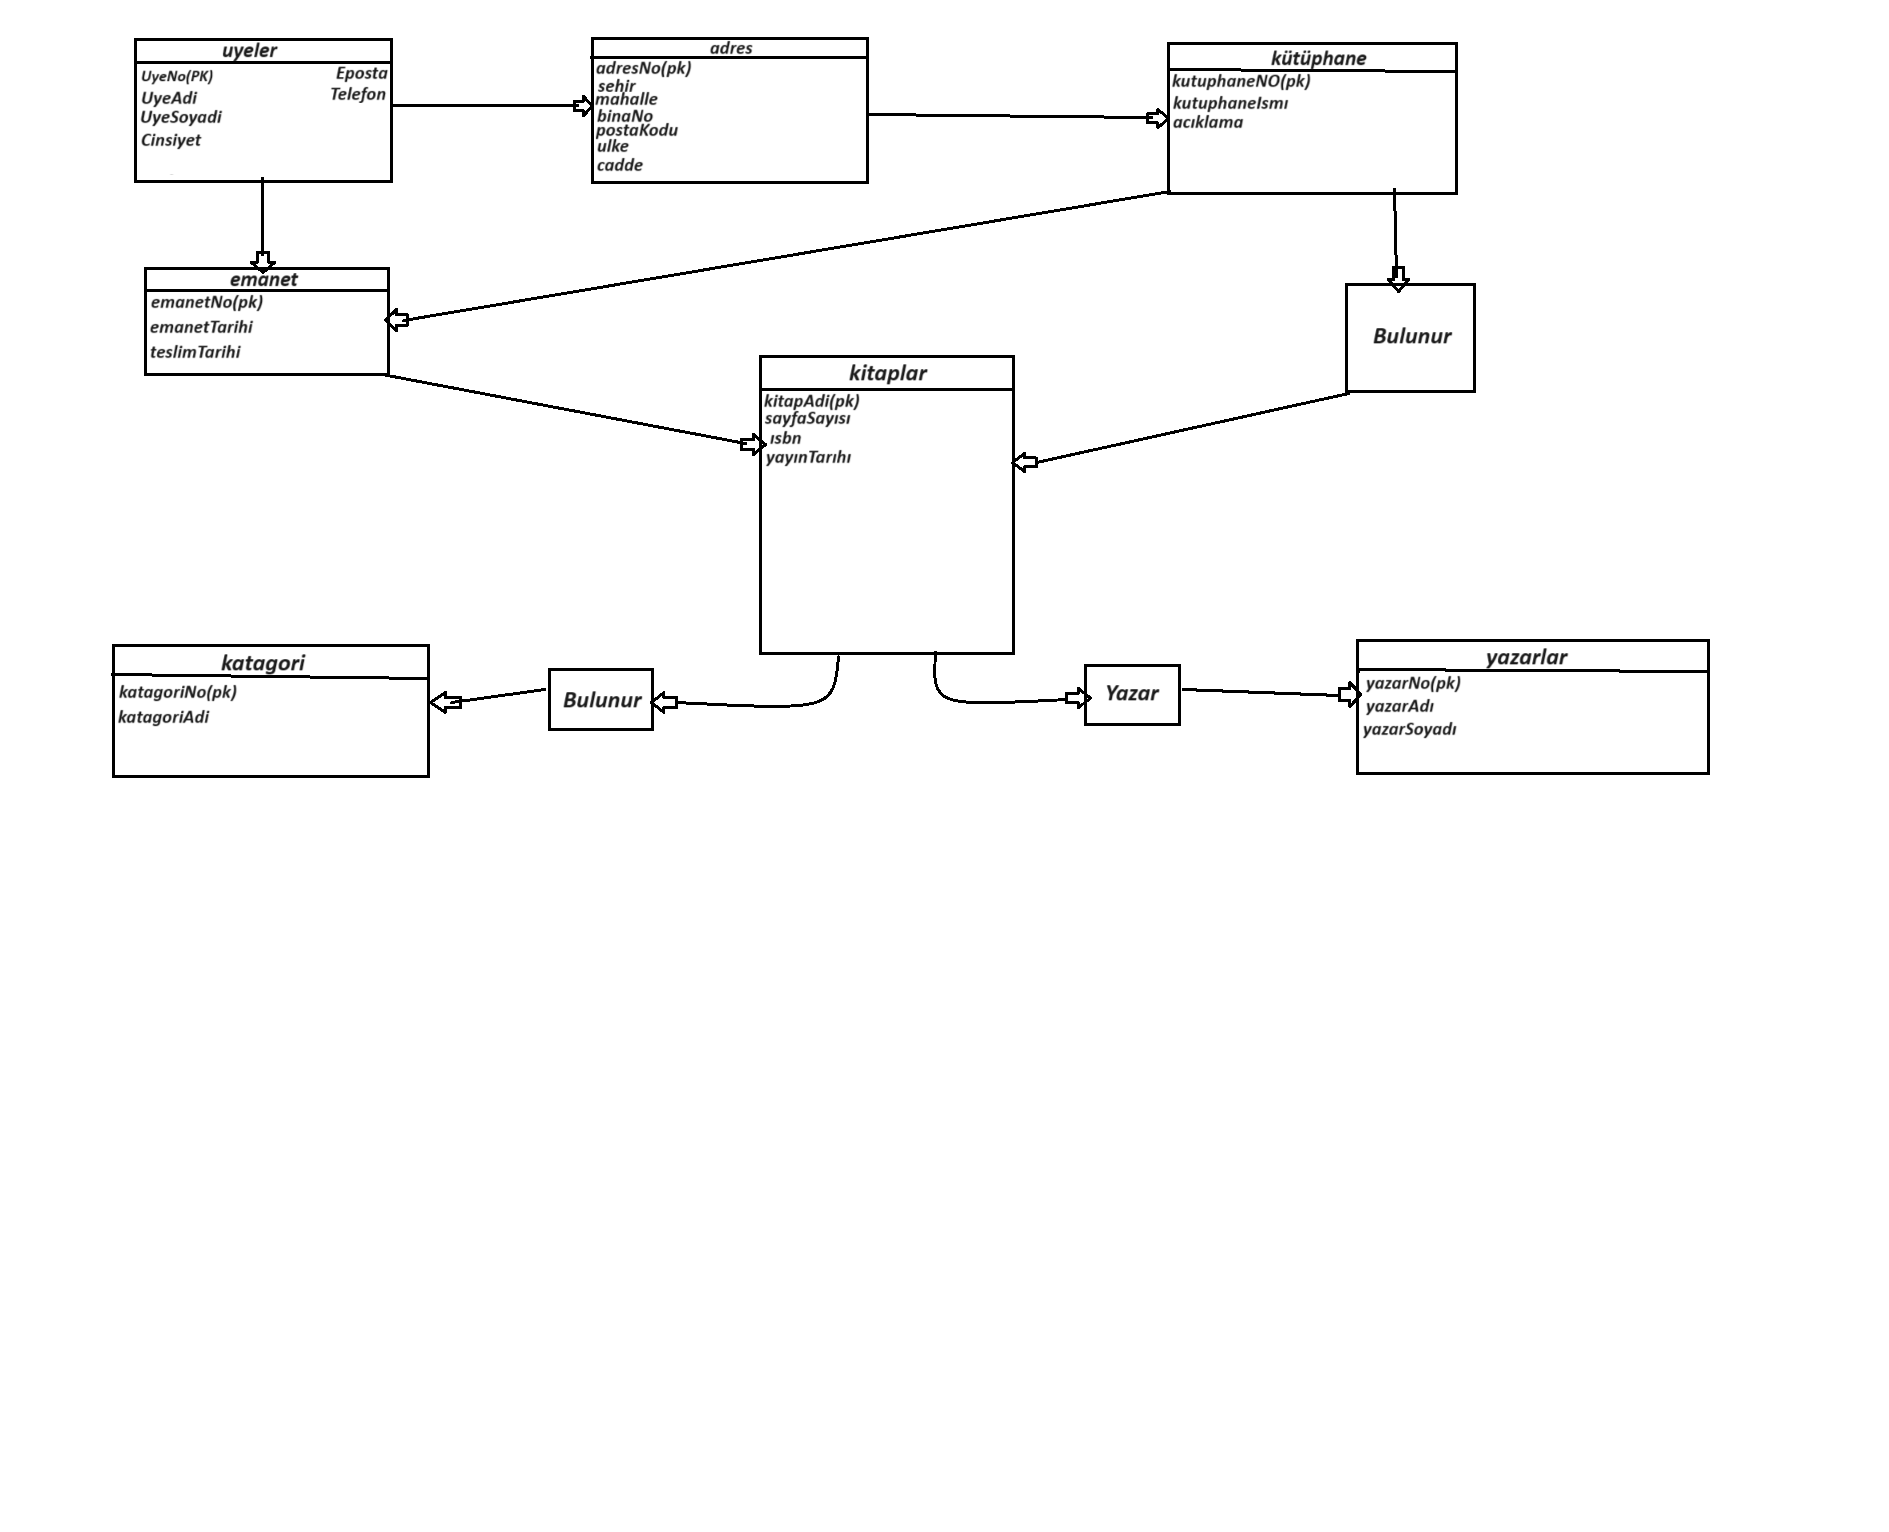 uyeler
UyeNo(PK)
UyeAdi
UyeSoyadi
Cinsiyet
Eposta
Telefon
adres
adresNo(pk)
sehir
mahalle
binaNo
postaKodu
ulke
cadde
kütüphane
kutuphaneNO(pk)
kutuphaneIsmı
acıklama
emanet
emanetNo(pk)
emanetTarihi
teslimTarihi
Bulunur
kitaplar
kitapAdi(pk)
sayfaSayısı
ısbn
yayınTarıhı
katagori
katagoriNo(pk)
katagoriAdi
Bulunur
Yazar
yazarlar
yazarNo(pk)
yazarAdı
yazarSoyadı